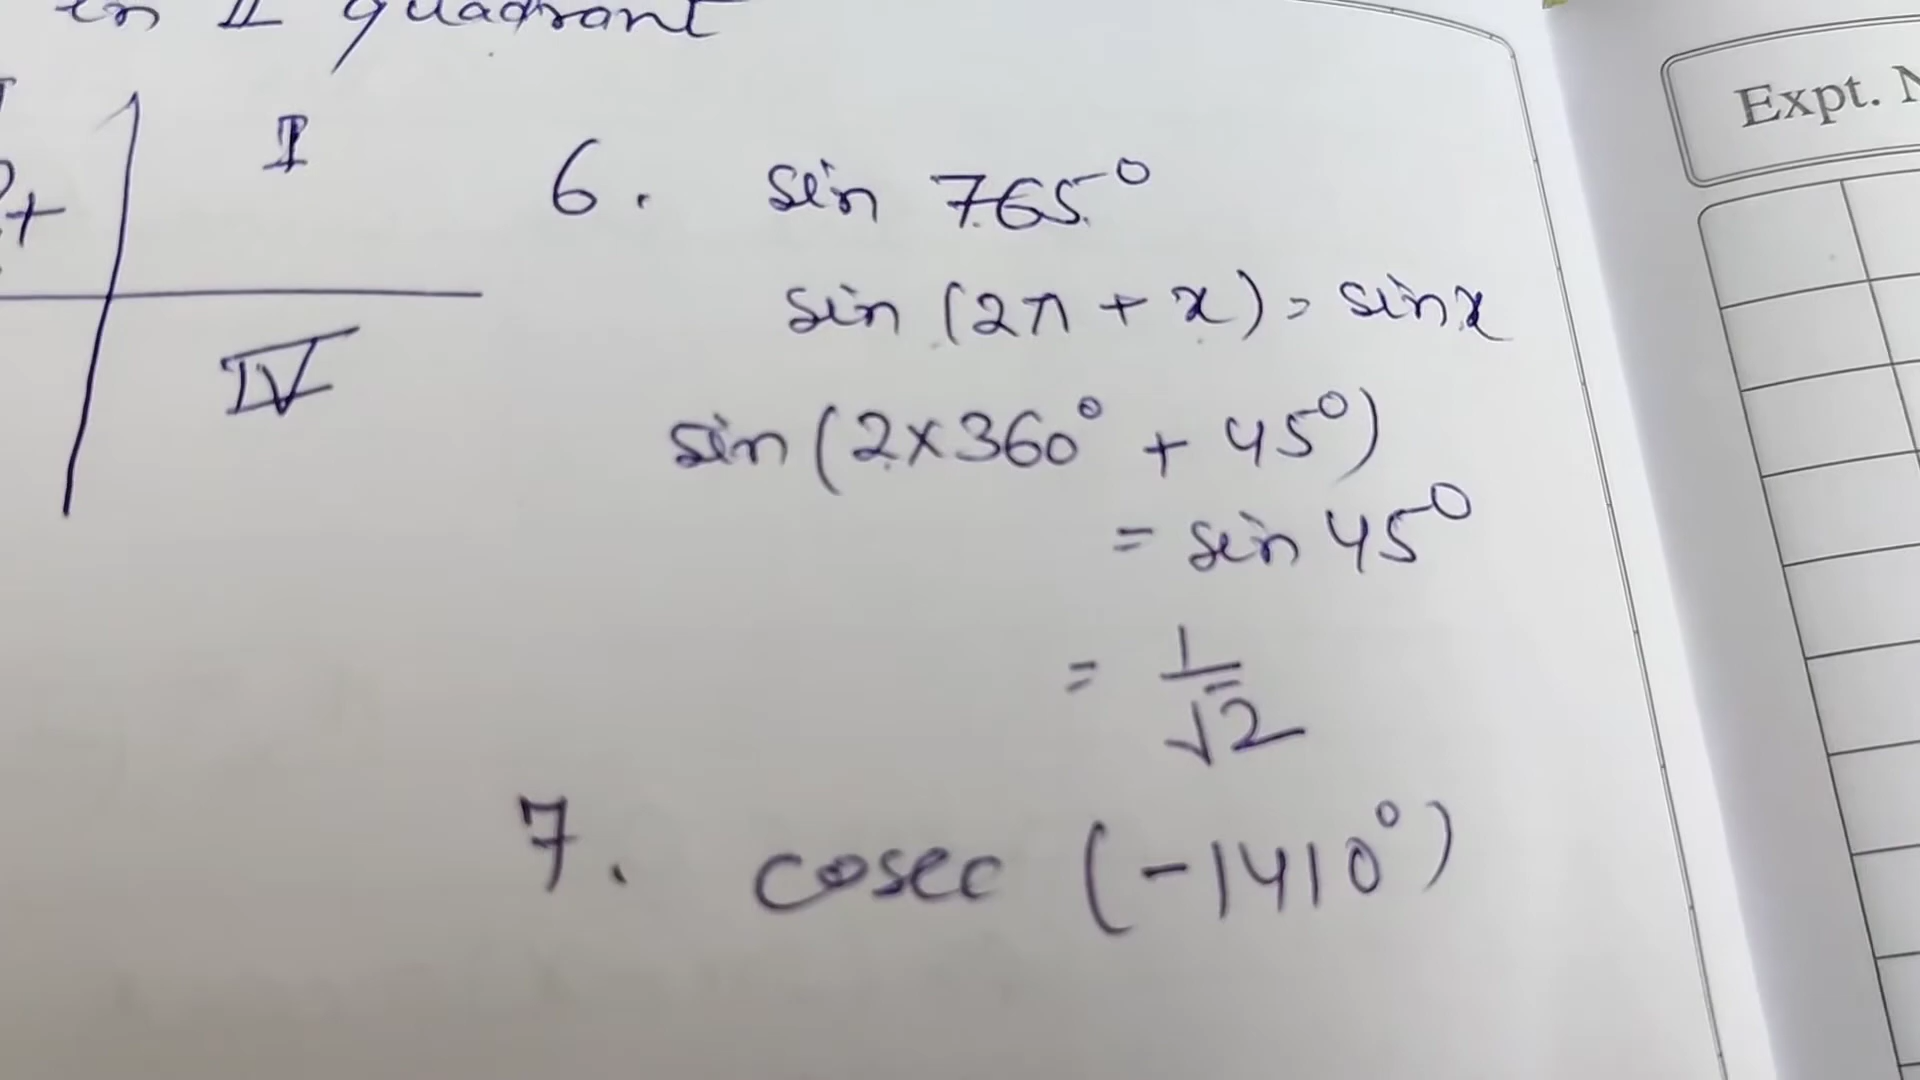 in II quadrant
I
+
IV
6. sin 765°
sin (2π + x) = sin x
sin (2×360° + 45°)
= sin 45°
= 1/√2
7. cosec (-1410°)
Expt. N